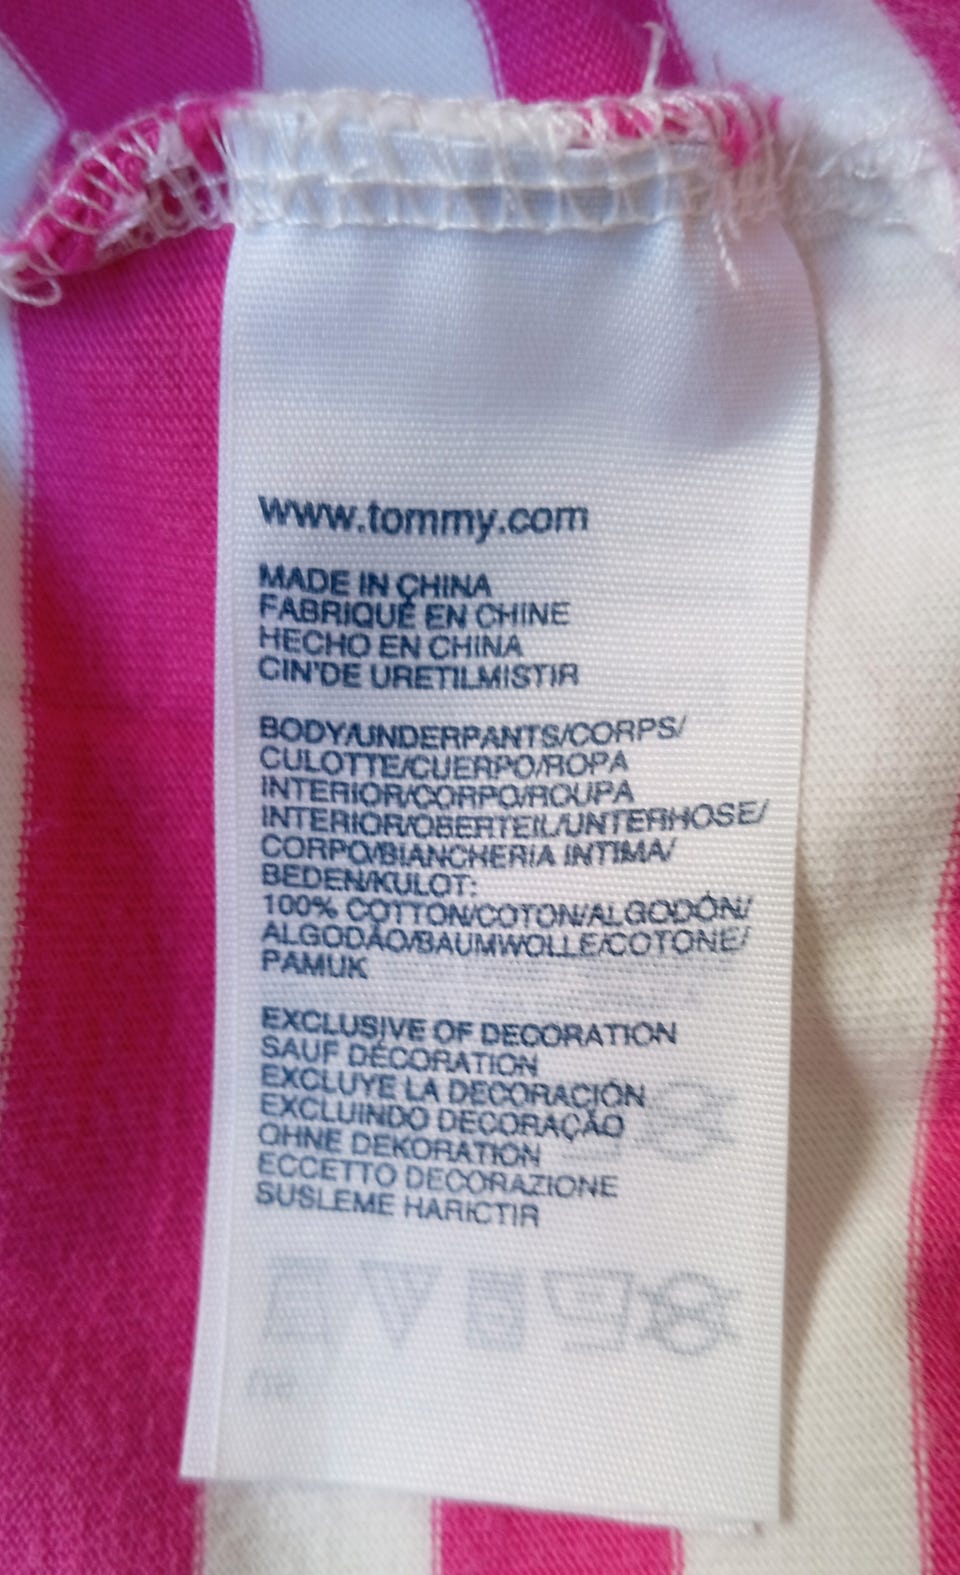 www.tommy.com
MADE IN CHINA
FABRIQUÉ EN CHINE
HECHO EN CHINA
CIN'DE URETILMISTIR
BODY/UNDERPANTS/CORPS/
CULOTTE/CUERPO/ROPA
INTERIOR/CORPO/ROUPA
INTERIOR/OBERTEIL/UNTERHOSE/
CORPO/BIANCHERIA INTIMA/
BEDEN/KULOT:
100% COTTON/COTON/ALGODÓN/
ALGODÃO/BAUMWOLLE/COTONE/
PAMUK
EXCLUSIVE OF DECORATION
SAUF DÉCORATION
EXCLUYE LA DECORACIÓN
EXCLUINDO DECORAÇÃO
OHNE DEKORATION
ECCETTO DECORAZIONE
SUSLEME HARICTIR